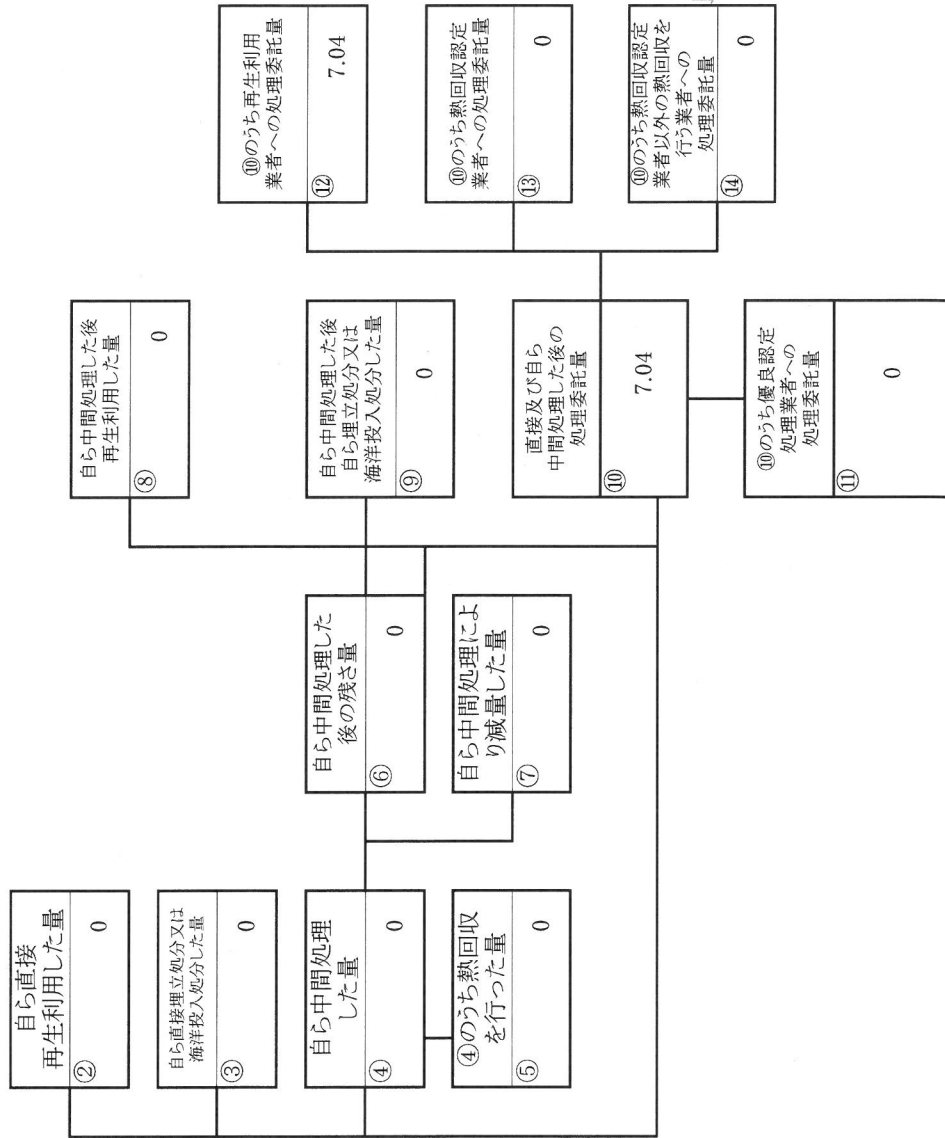 ②
自ら直接
再生利用した量
0
③
自ら直接埋立処分又は
海洋投入処分した量
0
④
自ら中間処理
した量
0
⑤
④のうち熱回収
を行った量
0
⑥
自ら中間処理した
後の残さ量
0
⑦
自ら中間処理によ
り減量した量
0
⑧
自ら中間処理した後
再生利用した量
0
⑨
自ら中間処理した後
自ら埋立処分又は
海洋投入処分した量
0
⑩
直接及び自ら
中間処理した後の
処理委託量
7.04
⑪
⑩のうち優良認定
処理業者への
処理委託量
0
⑫
⑩のうち再生利用
業者への処理委託量
7.04
⑬
⑩のうち熱回収認定
業者への処理委託量
0
⑭
⑩のうち熱回収認定
業者以外の熱回収を
行う業者への
処理委託量
0